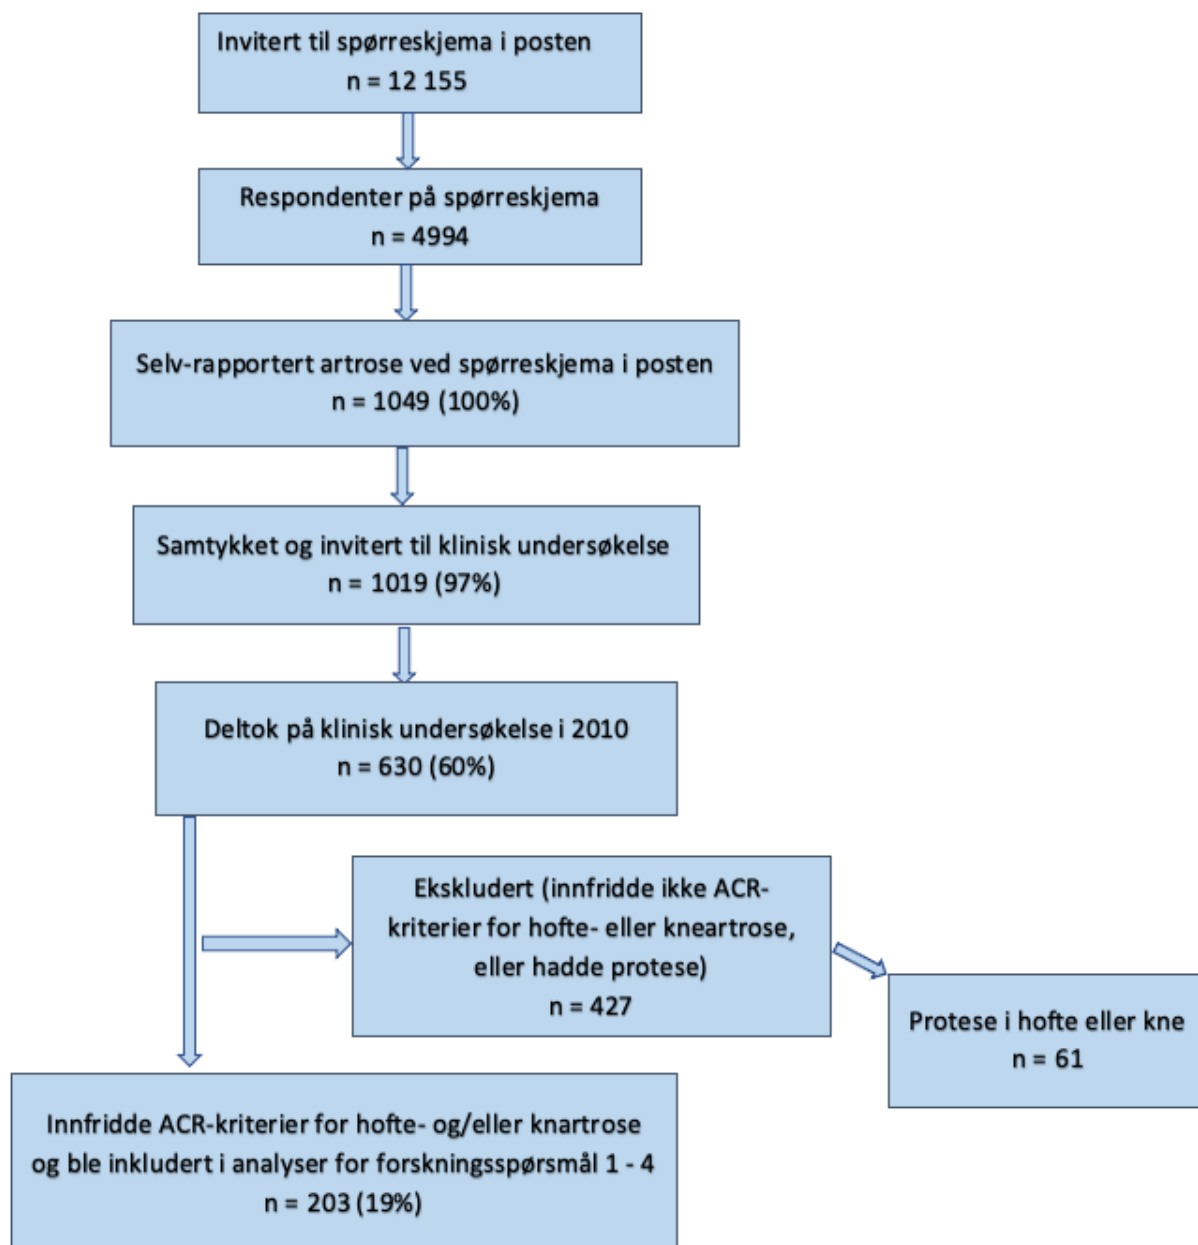 Invitert til spørreskjema i posten
n = 12 155
Respondenter på spørreskjema
n = 4994
Selv-rapportert artrose ved spørreskjema i posten
n = 1049 (100%)
Samtykket og invitert til klinisk undersøkelse
n = 1019 (97%)
Deltok på klinisk undersøkelse i 2010
n = 630 (60%)
Ekskludert (innfridde ikke ACR-
kriterier for hofte- eller kneartrose,
eller hadde protese)
n = 427
Protese i hofte eller kne
n = 61
Innfridde ACR-kriterier for hofte- og/eller knartrose
og ble inkludert i analyser for forskningsspørsmål 1 - 4
n = 203 (19%)